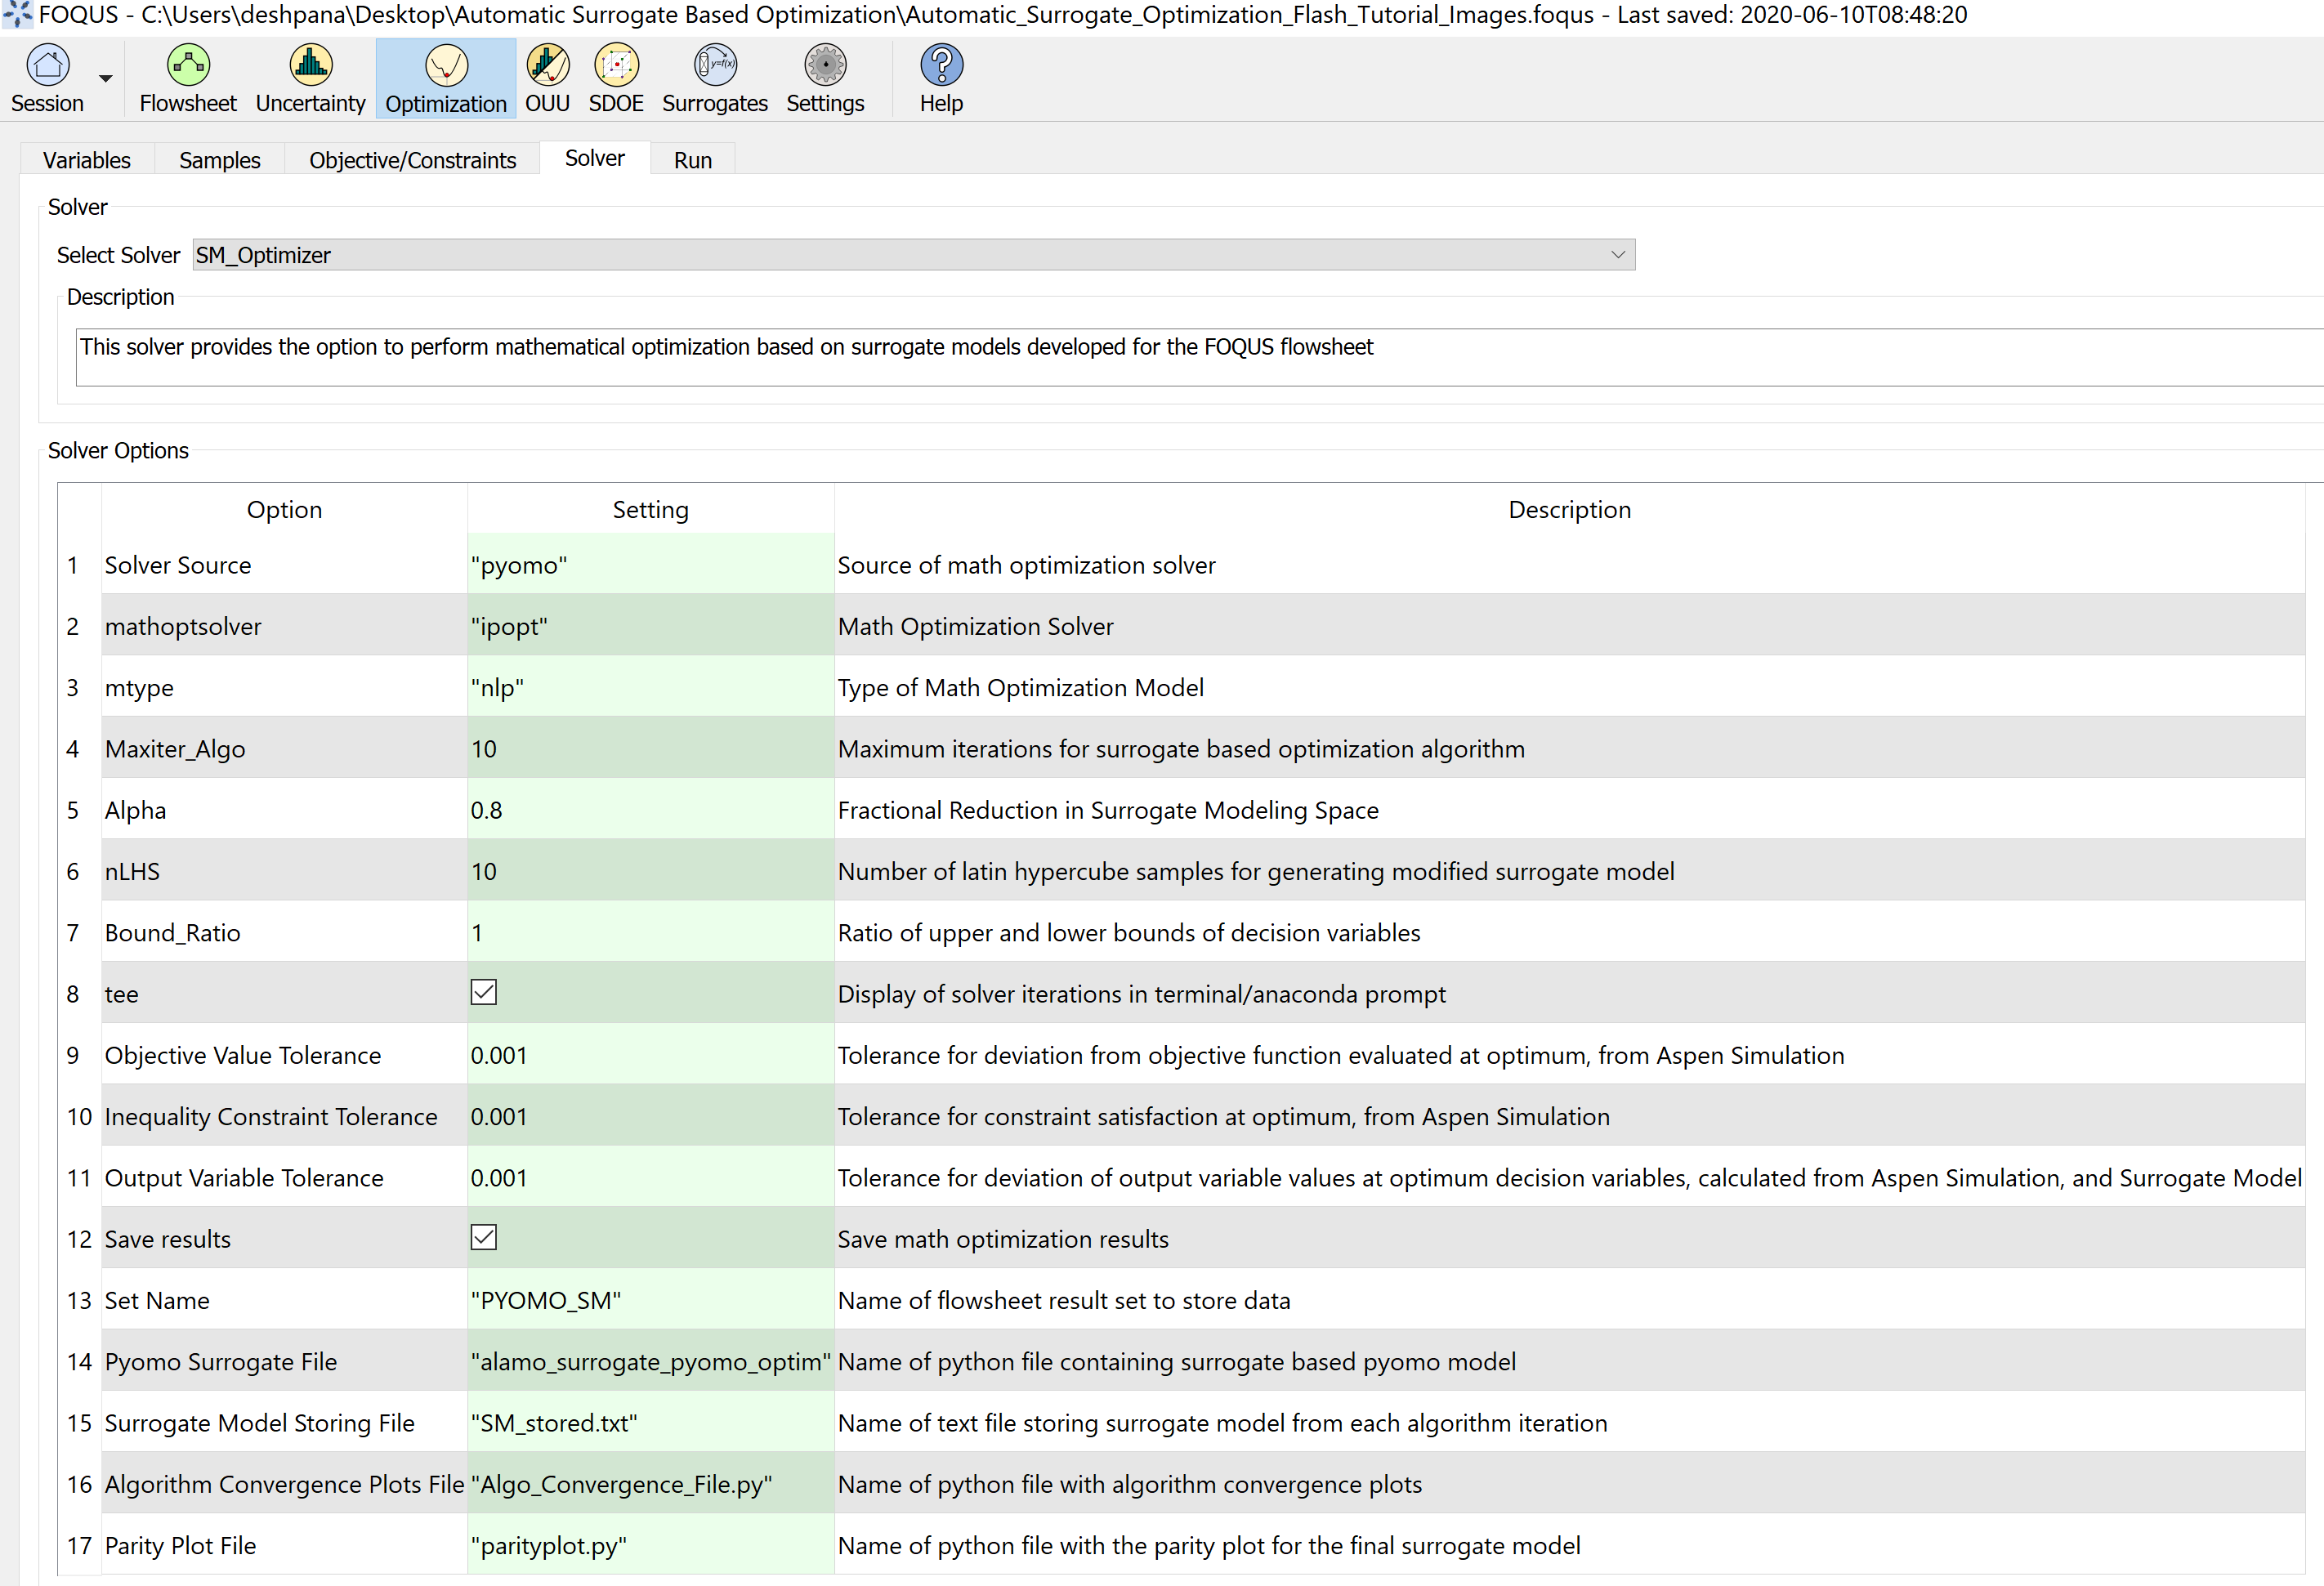 FOQUS - C:\Users\deshpana\Desktop\Automatic Surrogate Based Optimization\Automatic_Surrogate_Optimization_Flash_Tutorial_Images.foqus - Last saved: 2020-06-10T08:48:20
y=f(x)
Session Flowsheet Uncertainty Optimization OUU SDOE Surrogates Settings Help
Variables Samples Objective/Constraints Solver Run
Solver
Select Solver SM_Optimizer
Description
This solver provides the option to perform mathematical optimization based on surrogate models developed for the FOQUS flowsheet
Solver Options
Option Setting Description
1 Solver Source "pyomo" Source of math optimization solver
2 mathoptsolver "ipopt" Math Optimization Solver
3 mtype "nlp" Type of Math Optimization Model
4 Maxiter_Algo 10 Maximum iterations for surrogate based optimization algorithm
5 Alpha 0.8 Fractional Reduction in Surrogate Modeling Space
6 nLHS 10 Number of latin hypercube samples for generating modified surrogate model
7 Bound_Ratio 1 Ratio of upper and lower bounds of decision variables
8 tee Display of solver iterations in terminal/anaconda prompt
9 Objective Value Tolerance 0.001 Tolerance for deviation from objective function evaluated at optimum, from Aspen Simulation
10 Inequality Constraint Tolerance 0.001 Tolerance for constraint satisfaction at optimum, from Aspen Simulation
11 Output Variable Tolerance 0.001 Tolerance for deviation of output variable values at optimum decision variables, calculated from Aspen Simulation, and Surrogate Model
12 Save results Save math optimization results
13 Set Name "PYOMO_SM" Name of flowsheet result set to store data
14 Pyomo Surrogate File "alamo_surrogate_pyomo_optim" Name of python file containing surrogate based pyomo model
15 Surrogate Model Storing File "SM_stored.txt" Name of text file storing surrogate model from each algorithm iteration
16 Algorithm Convergence Plots File "Algo_Convergence_File.py" Name of python file with algorithm convergence plots
17 Parity Plot File "parityplot.py" Name of python file with the parity plot for the final surrogate model